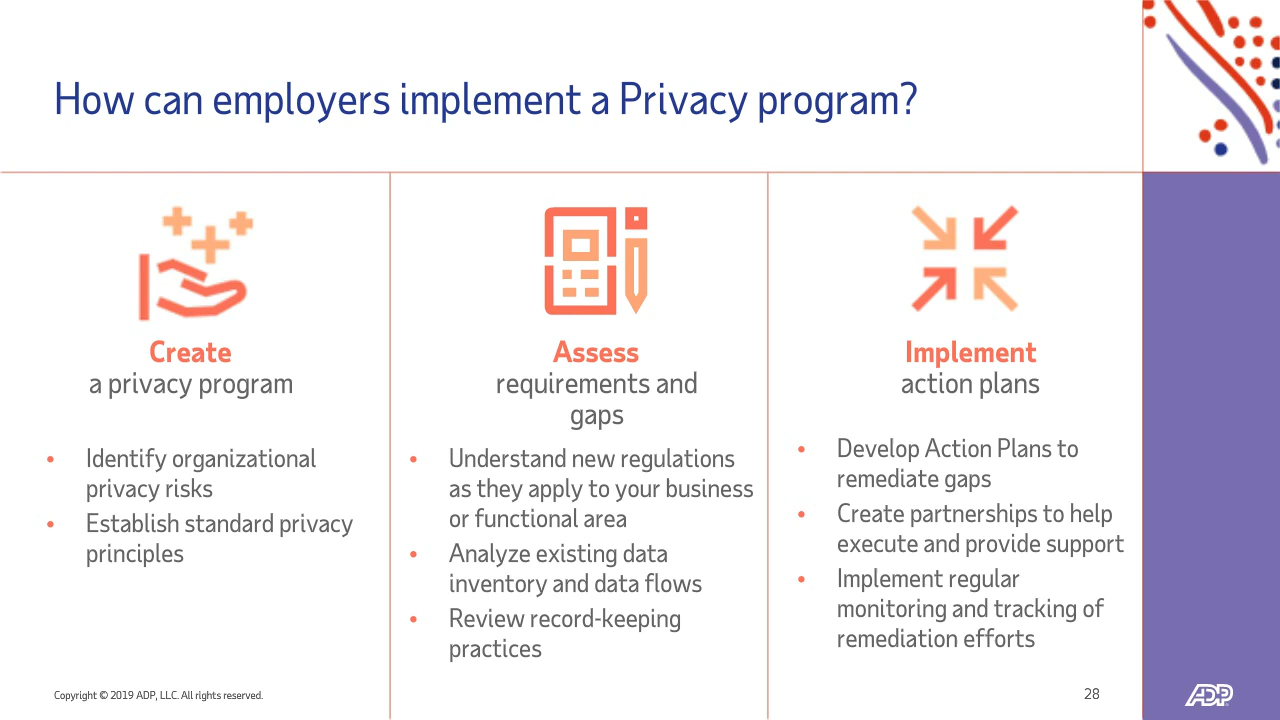 How can employers implement a Privacy program?
Create
a privacy program
• Identify organizational
privacy risks
• Establish standard privacy
principles
Assess
requirements and
gaps
• Understand new regulations
as they apply to your business
or functional area
• Analyze existing data
inventory and data flows
• Review record-keeping
practices
Implement
action plans
• Develop Action Plans to
remediate gaps
• Create partnerships to help
execute and provide support
• Implement regular
monitoring and tracking of
remediation efforts
Copyright © 2019 ADP, LLC. All rights reserved.
28
ADP